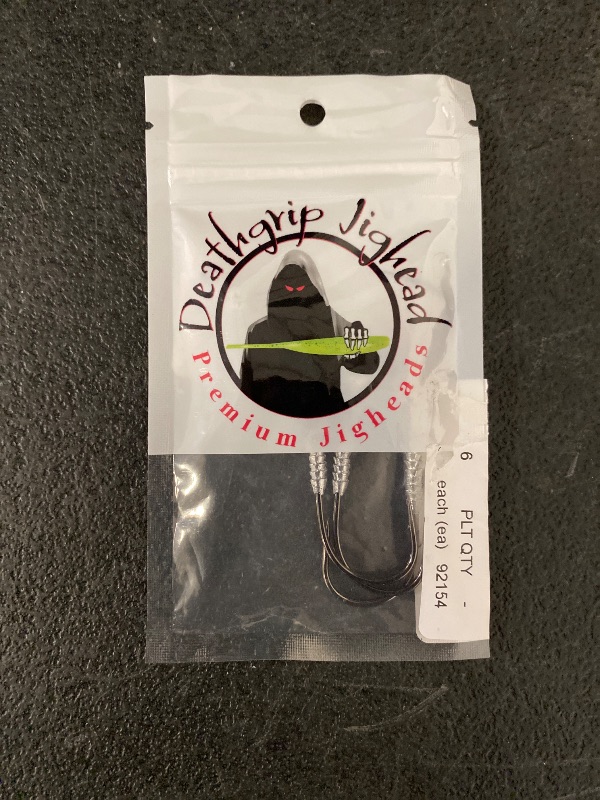 Deathgrip Jighead
Premium Jigheads
6 PLT QTY -
each (ea) 92154